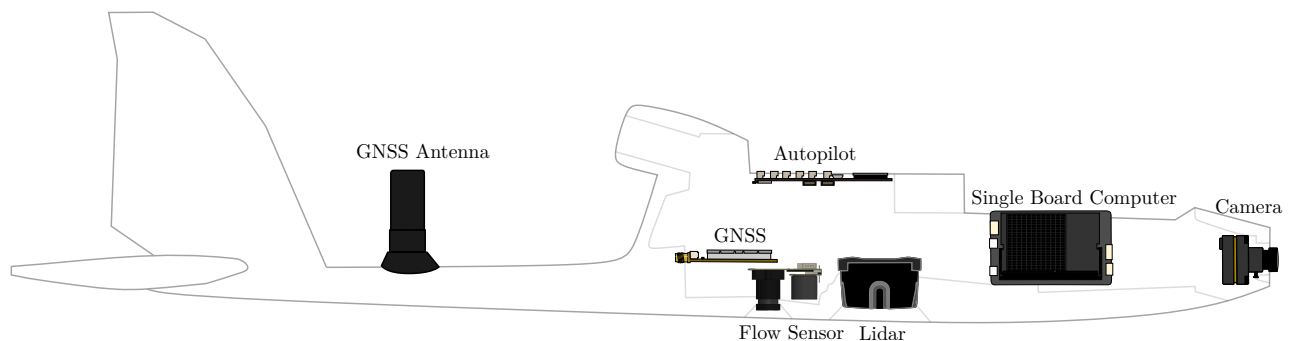 GNSS Antenna
Autopilot
Single Board Computer
Camera
GNSS
Flow Sensor
Lidar